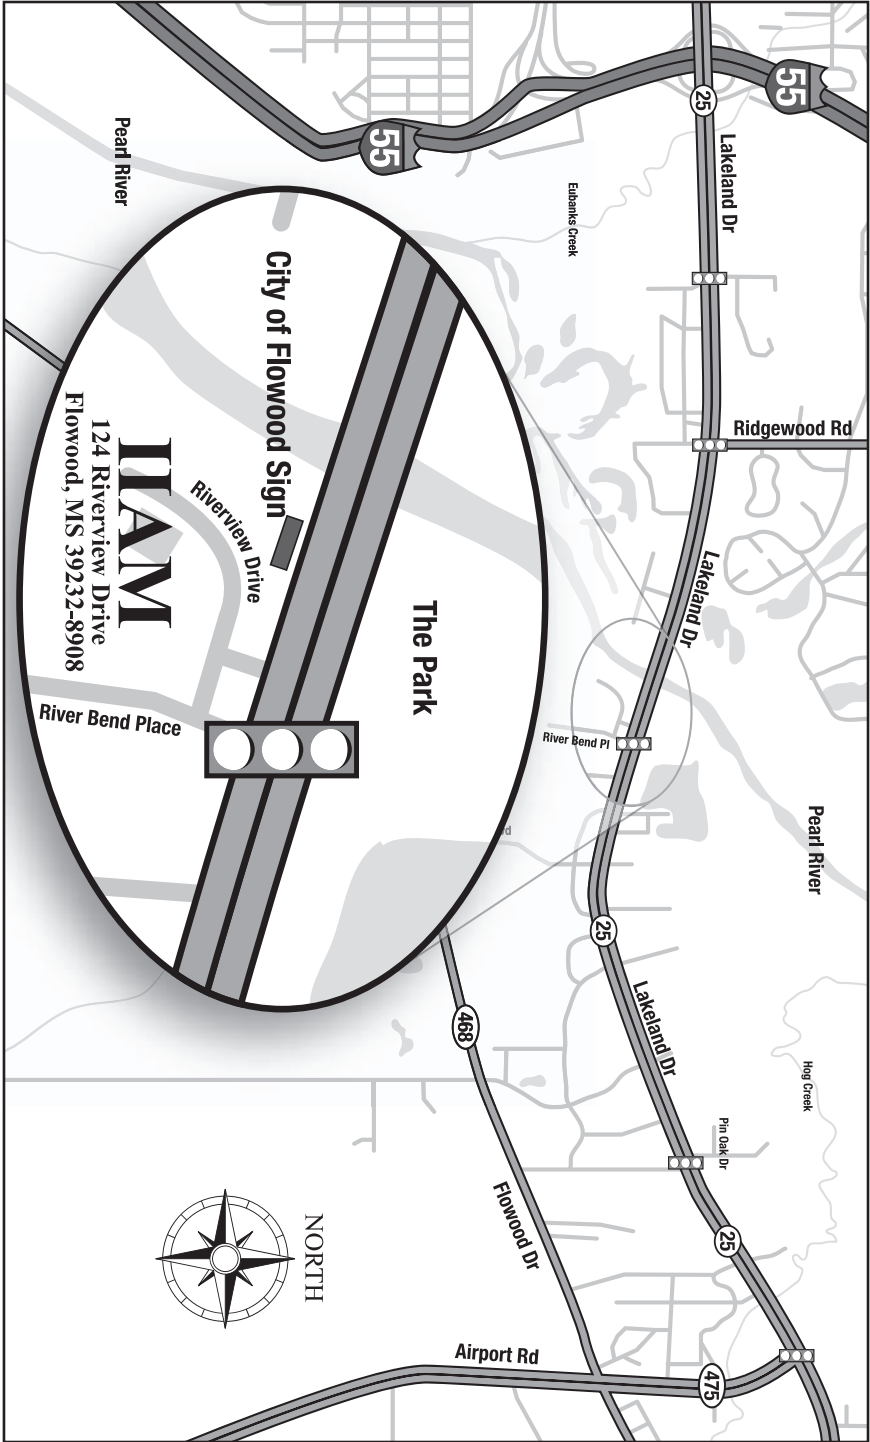 55
25
Lakeland Dr
Ridgewood Rd
Lakeland Dr
Pearl River
Hog Creek
Pin Oak Dr
25
Lakeland Dr
25
475
Airport Rd
Flowood Dr
468
River Bend Pl
Eubanks Creek
55
Pearl River
The Park
City of Flowood Sign
Riverview Drive
River Bend Place
IIAM
124 Riverview Drive
Flowood, MS 39232-8908
NORTH